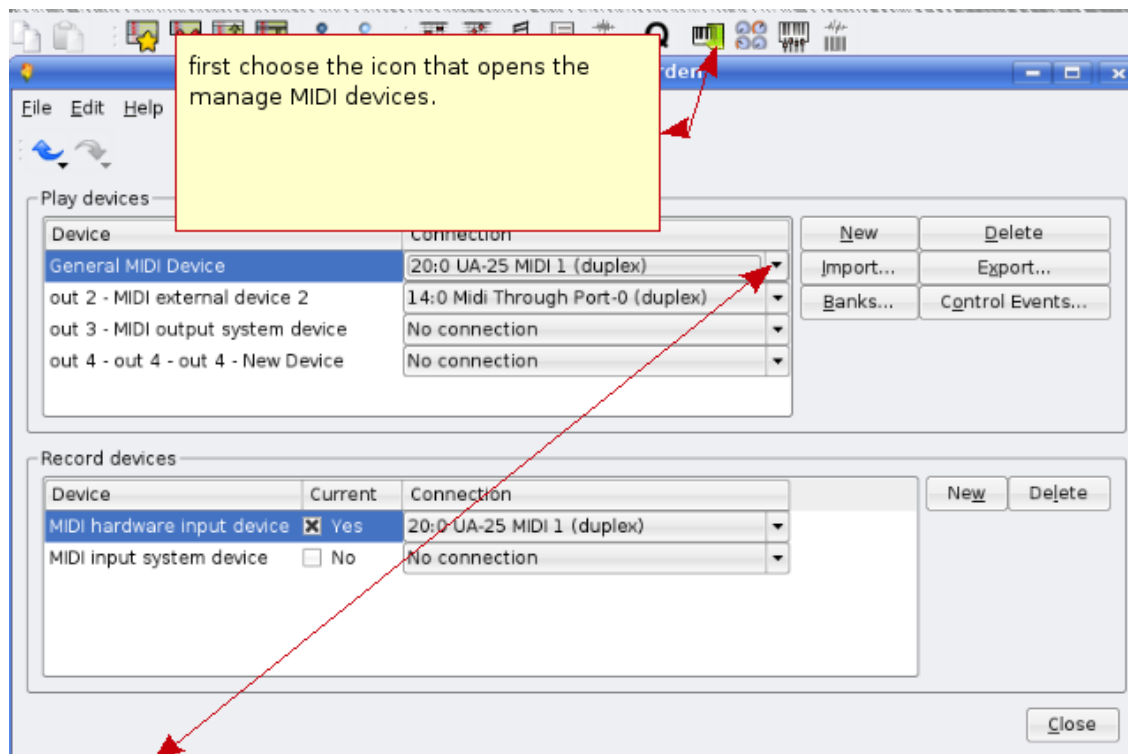 first choose the icon that opens the
manage MIDI devices.
File Edit Help
Play devices
Device Connection
New Delete
General MIDI Device 20:0 UA-25 MIDI 1 (duplex)
Import... Export...
out 2 - MIDI external device 2 14:0 Midi Through Port-0 (duplex)
Banks... Control Events...
out 3 - MIDI output system device No connection
out 4 - out 4 - out 4 - New Device No connection
Record devices
Device Current Connection
New Delete
MIDI hardware input device Yes 20:0 UA-25 MIDI 1 (duplex)
MIDI input system device No No connection
Close